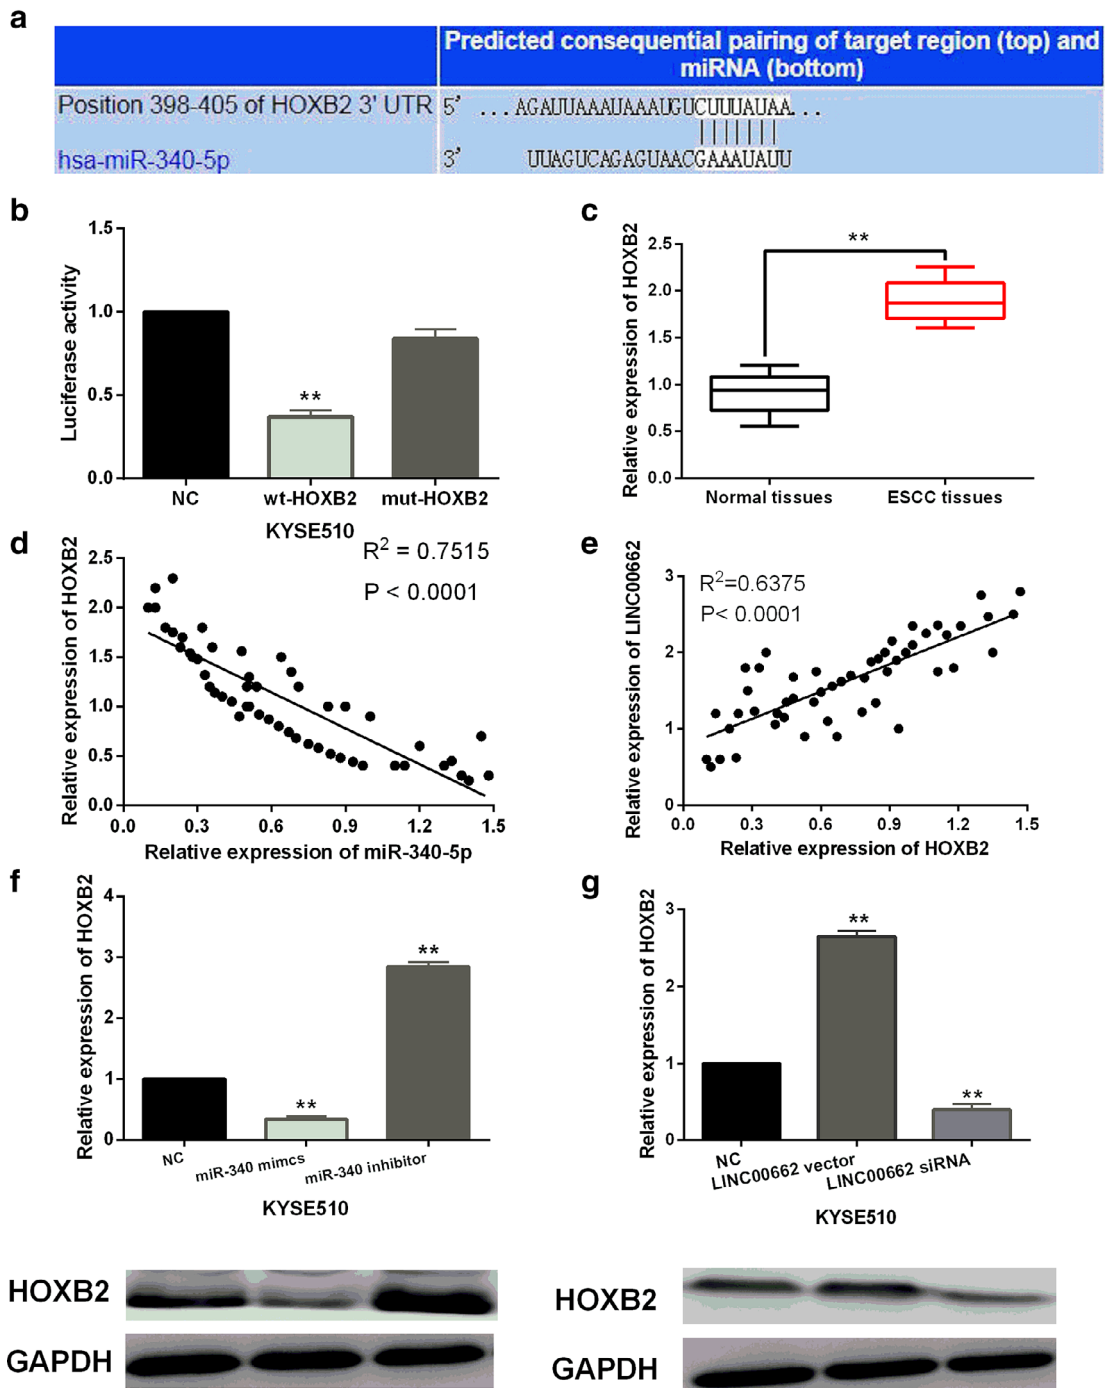 a
Predicted consequential pairing of target region (top) and
miRNA (bottom)
Position 398-405 of HOXB2 3' UTR 5' ...AGAUUAAAUAAAUGUCUUUAUAA...
hsa-miR-340-5p 3' UUAGUCAGAGUAACGAAAUAUU
b
Luciferase activity
1.5
1.0
0.5
0.0
**
NC wt-HOXB2 mut-HOXB2
KYSE510
c
Relative expression of HOXB2
2.5
2.0
1.5
1.0
0.5
0.0
**
Normal tissues ESCC tissues
d
Relative expression of HOXB2
2.5
2.0
1.5
1.0
0.5
0.0
R² = 0.7515
P < 0.0001
0.0 0.3 0.6 0.9 1.2 1.5
Relative expression of miR-340-5p
e
Relative expression of LINC00662
3
2
1
0
R²=0.6375
P< 0.0001
0.0 0.3 0.6 0.9 1.2 1.5
Relative expression of HOXB2
f
Relative expression of HOXB2
4
3
2
1
0
**
**
NC miR-340 mimcs miR-340 inhibitor
KYSE510
HOXB2
GAPDH
g
Relative expression of HOXB2
3
2
1
0
**
**
NC LINC00662 vector LINC00662 siRNA
KYSE510
HOXB2
GAPDH